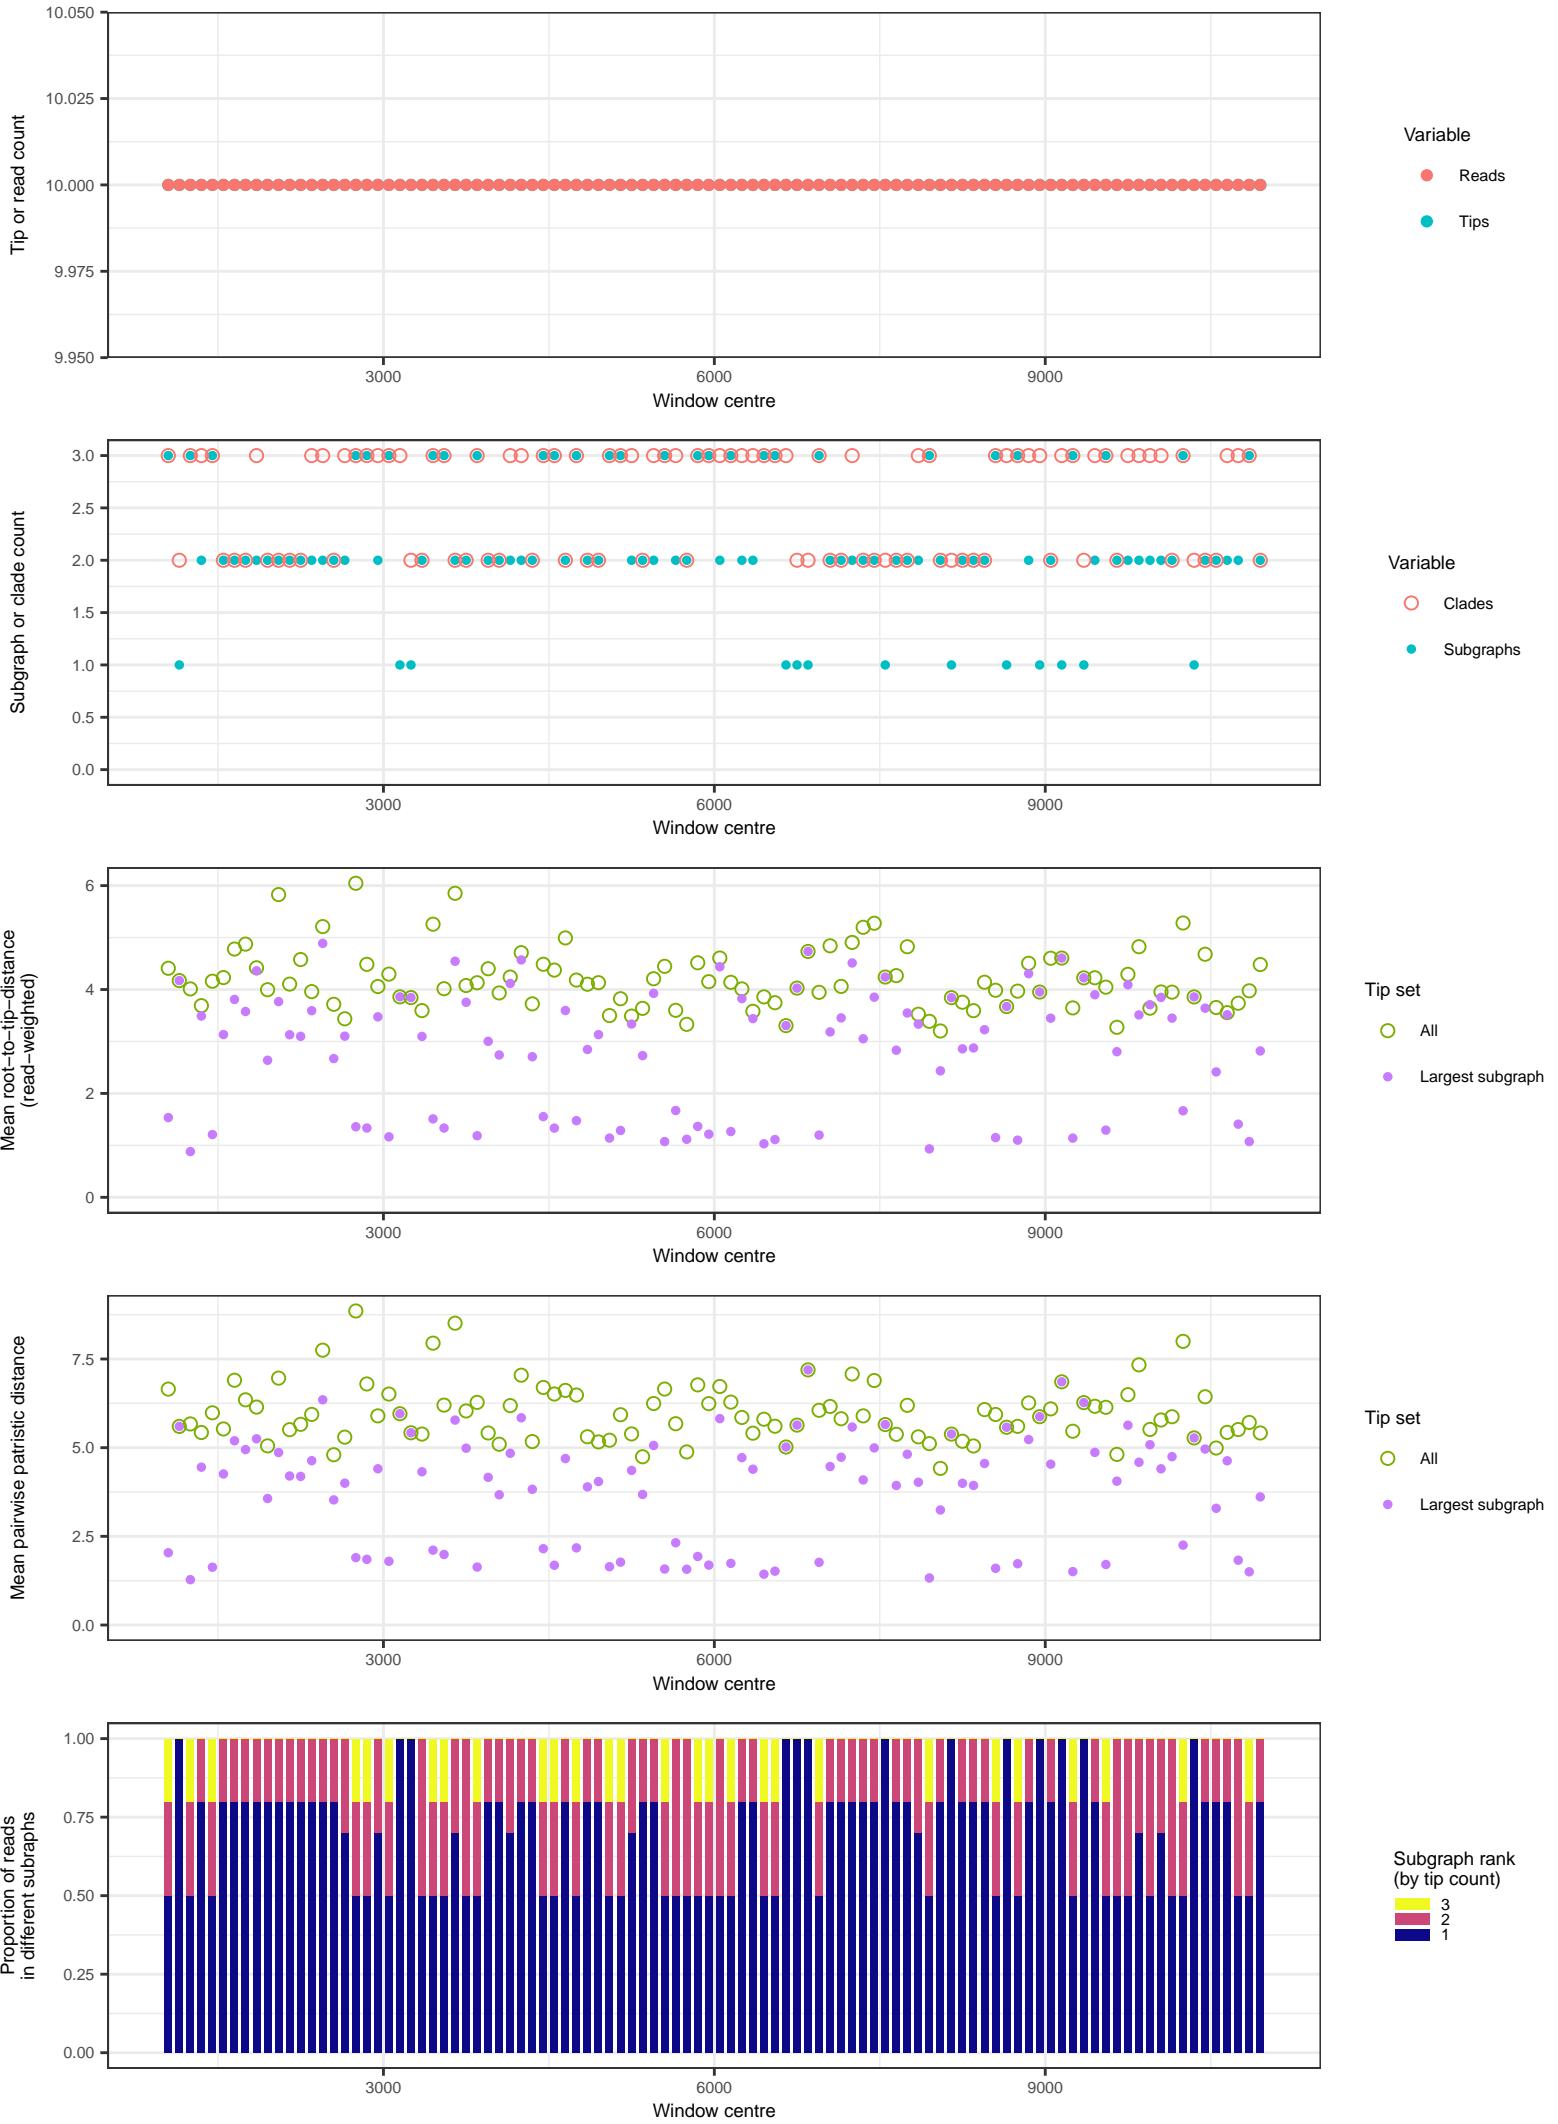 10.050
10.025
10.000
9.975
9.950
Tip or read count
3000 6000 9000
Window centre
Variable
Reads
Tips
3.0
2.5
2.0
1.5
1.0
0.5
0.0
Subgraph or clade count
3000 6000 9000
Window centre
Variable
Clades
Subgraphs
6
4
2
0
Mean root−to−tip−distance
(read−weighted)
3000 6000 9000
Window centre
Tip set
All
Largest subgraph
7.5
5.0
2.5
0.0
Mean pairwise patristic distance
3000 6000 9000
Window centre
Tip set
All
Largest subgraph
1.00
0.75
0.50
0.25
0.00
Proportion of reads
in different subraphs
3000 6000 9000
Window centre
Subgraph rank
(by tip count)
3
2
1